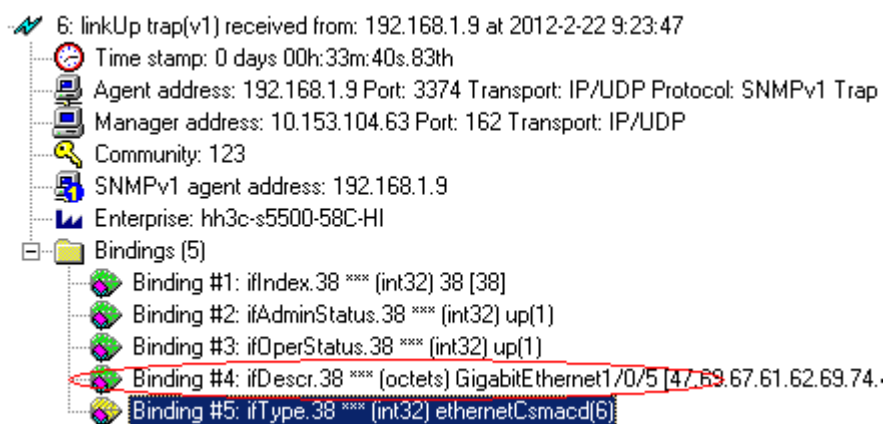 6: linkUp trap(v1) received from: 192.168.1.9 at 2012-2-22 9:23:47
Time stamp: 0 days 00h:33m:40s.83th
Agent address: 192.168.1.9 Port: 3374 Transport: IP/UDP Protocol: SNMPv1 Trap
Manager address: 10.153.104.63 Port: 162 Transport: IP/UDP
Community: 123
SNMPv1 agent address: 192.168.1.9
Enterprise: hh3c-s5500-58C-HI
Bindings (5)
Binding #1: ifIndex.38 *** (int32) 38 [38]
Binding #2: ifAdminStatus.38 *** (int32) up(1)
Binding #3: ifOperStatus.38 *** (int32) up(1)
Binding #4: ifDescr.38 *** (octets) GigabitEthernet1/0/5 [47.69.67.61.62.69.74.
Binding #5: ifType.38 *** (int32) ethernetCsmacd(6)